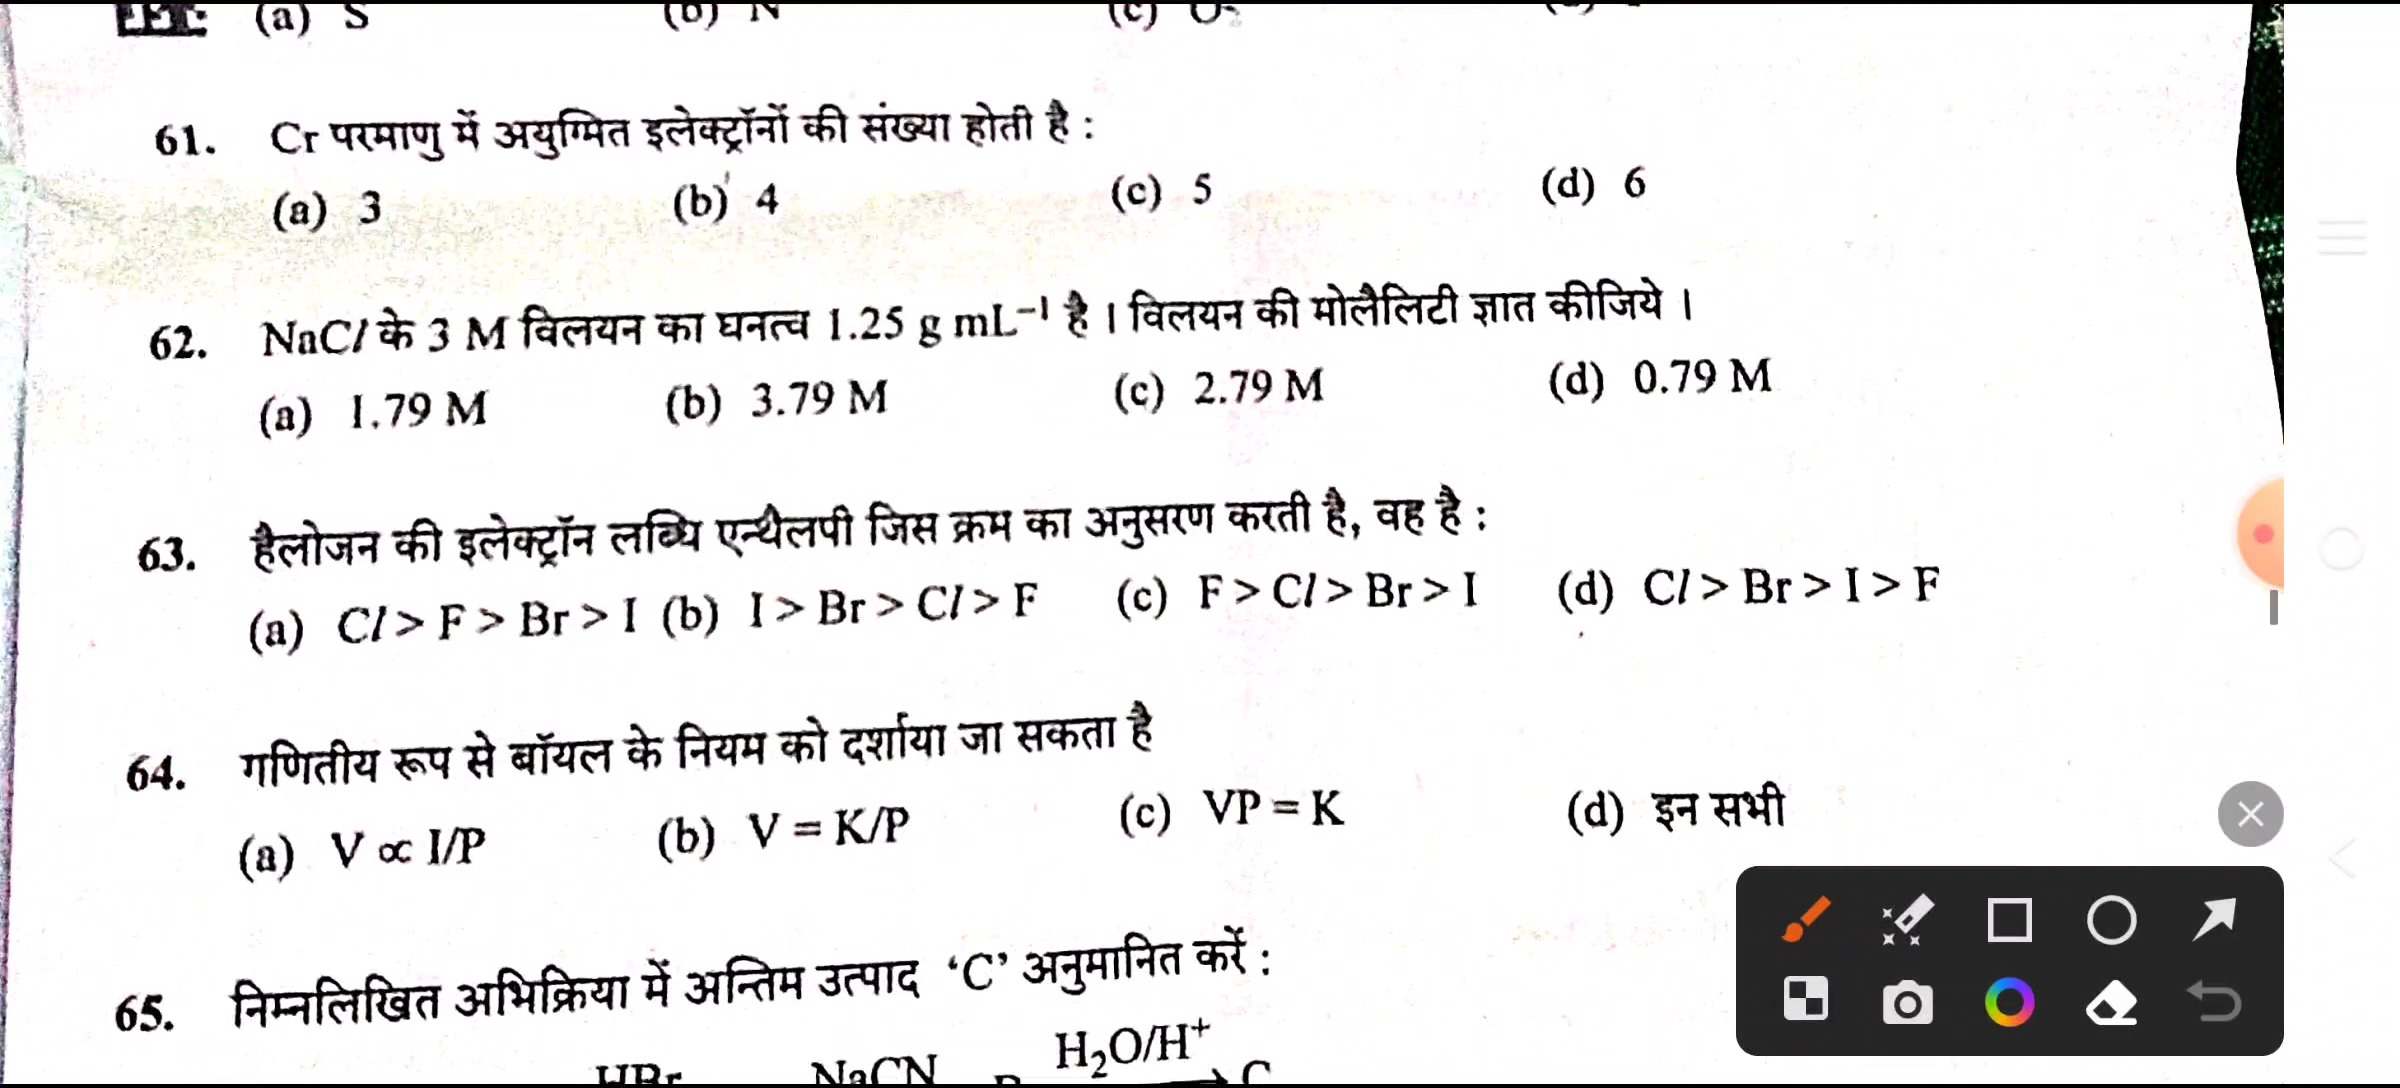 (a) S (b) N (c) O₂
61. Cr परमाणु में अयुग्मित इलेक्ट्रॉनों की संख्या होती है :
(a) 3 (b) 4 (c) 5 (d) 6
62. NaCl के 3 M विलयन का घनत्व 1.25 g mL⁻¹ है । विलयन की मोलैलिटी ज्ञात कीजिये ।
(a) 1.79 M (b) 3.79 M (c) 2.79 M (d) 0.79 M
63. हैलोजन की इलेक्ट्रॉन लब्धि एन्थैलपी जिस क्रम का अनुसरण करती है, वह है :
(a) Cl > F > Br > I (b) I > Br > Cl > F (c) F > Cl > Br > I (d) Cl > Br > I > F
64. गणितीय रूप से बॉयल के नियम को दर्शाया जा सकता है
(a) V ∝ I/P (b) V = K/P (c) VP = K (d) इन सभी
65. निम्नलिखित अभिक्रिया में अन्तिम उत्पाद ‘C’ अनुमानित करें :
HBr NaCN H₂O/H⁺ C